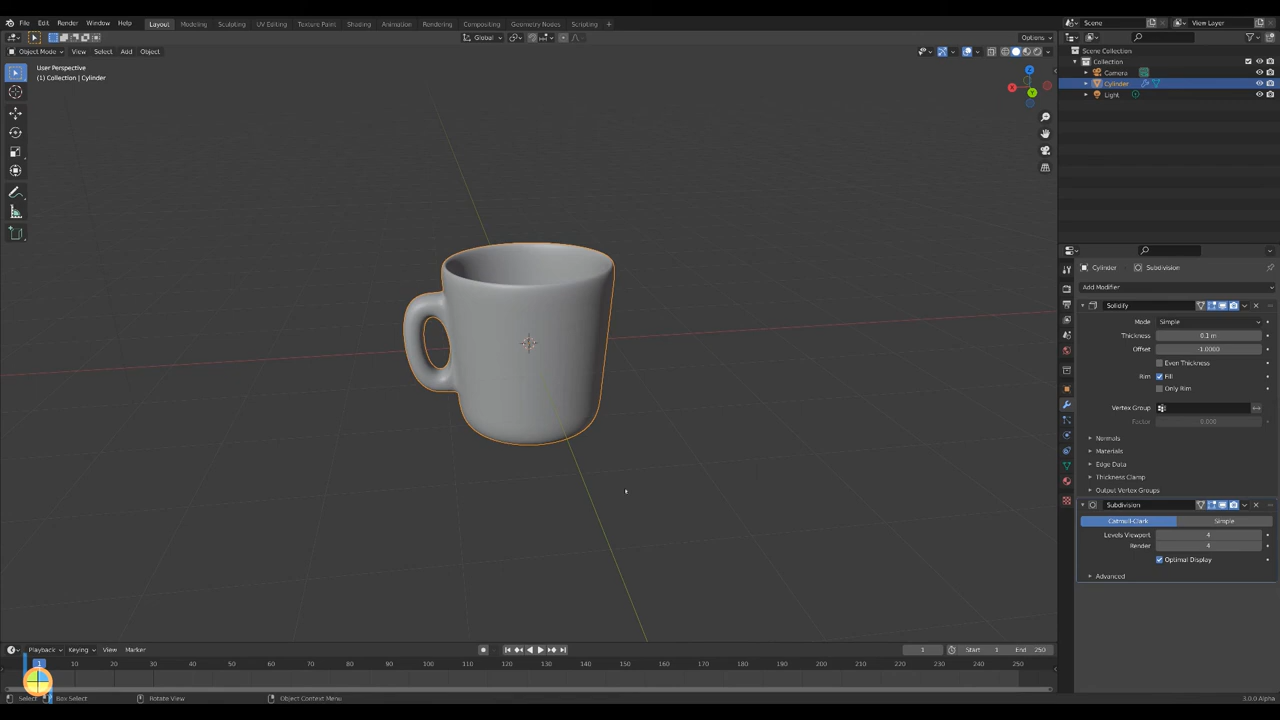 File Edit Render Window Help Layout Modeling Sculpting UV Editing Texture Paint Shading Animation Rendering Compositing Geometry Nodes Scripting + Scene View Layer
Global Options
Object Mode View Select Add Object
User Perspective
(1) Collection | Cylinder
Z
X
Y
Scene Collection
Collection
Camera
Cylinder
Light
Cylinder Subdivision
Add Modifier
Solidify
Mode Simple
Thickness 0.1 m
Offset -1.0000
Even Thickness
Rim Fill
Only Rim
Vertex Group
Factor 0.000
Normals
Materials
Edge Data
Thickness Clamp
Output Vertex Groups
Subdivision
Catmull-Clark Simple
Levels Viewport 4
Render 4
Optimal Display
Advanced
Playback Keying View Marker 1 Start 1 End 250
1 10 20 30 40 50 60 70 80 90 100 110 120 130 140 150 160 170 180 190 200 210 220 230 240 250
Select Box Select Rotate View Object Context Menu 3.0.0 Alpha